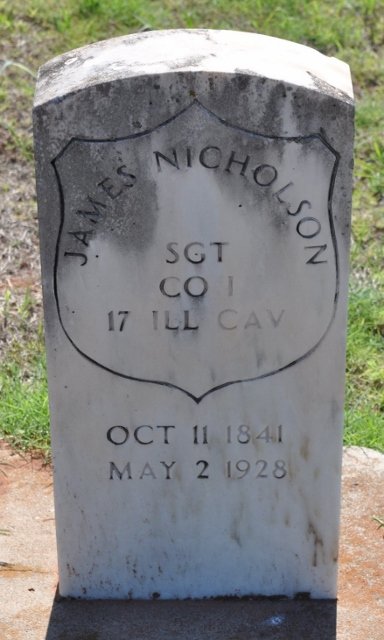 JAMES NICHOLSON
SGT
CO I
17 ILL CAV
OCT 11 1841
MAY 2 1928